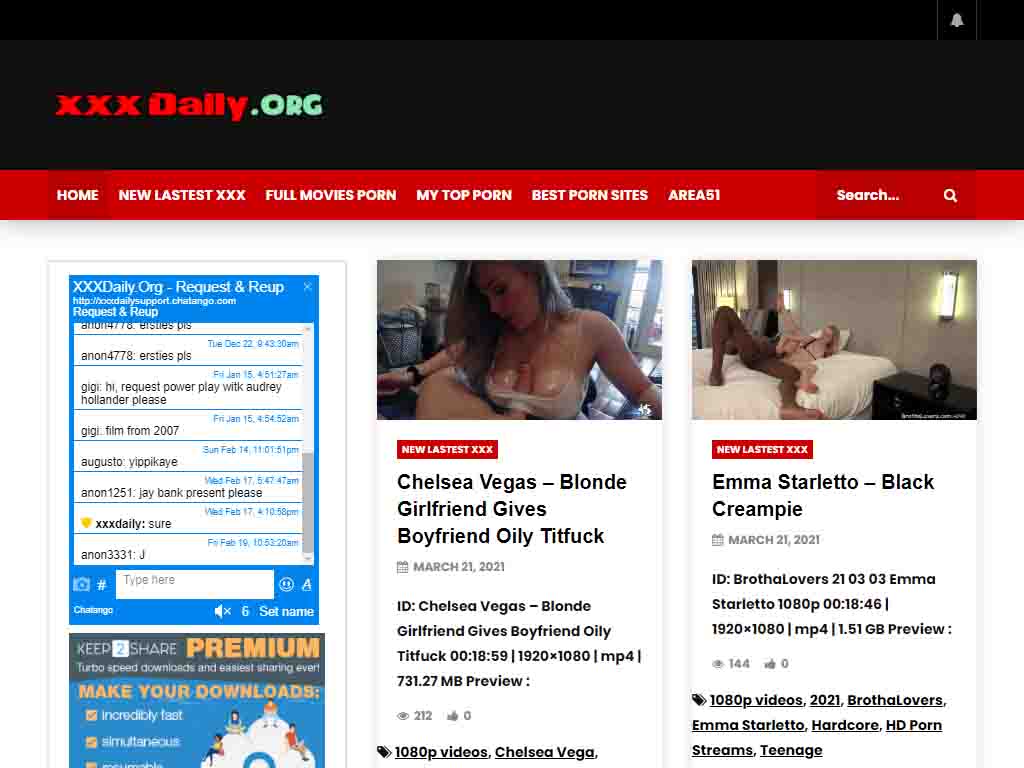 xxx Daily.ORG
HOME NEW LASTEST XXX FULL MOVIES PORN MY TOP PORN BEST PORN SITES AREA51 Search...
XXXDaily.Org - Request & Reup
http://xxxdailysupport.chatango.com
Request & Reup
anon4778: ersties pls
Tue Dec 22, 9:43:30am
anon4778: ersties pls
Fri Jan 15, 4:51:27am
gigi: hi, request power play witk audrey
hollander please
Fri Jan 15, 4:54:52am
gigi: film from 2007
Sun Feb 14, 11:01:51pm
augusto: yippikaye
Wed Feb 17, 5:47:47am
anon1251: jay bank present please
Wed Feb 17, 4:10:58pm
xxxdaily: sure
Fri Feb 19, 10:53:20am
anon3331: J
# Type here A
Chatango 6 Set name
KEEP2SHARE PREMIUM
Turbo speed downloads and easiest sharing ever!
MAKE YOUR DOWNLOADS:
incredibly fast
simultaneous
resumable
NEW LASTEST XXX
Chelsea Vegas – Blonde
Girlfriend Gives
Boyfriend Oily Titfuck
MARCH 21, 2021
ID: Chelsea Vegas – Blonde
Girlfriend Gives Boyfriend Oily
Titfuck 00:18:59 | 1920×1080 | mp4 |
731.27 MB Preview :
212 0
1080p videos, Chelsea Vega,
NEW LASTEST XXX
Emma Starletto – Black
Creampie
MARCH 21, 2021
ID: BrothaLovers 21 03 03 Emma
Starletto 1080p 00:18:46 |
1920×1080 | mp4 | 1.51 GB Preview :
144 0
1080p videos, 2021, BrothaLovers,
Emma Starletto, Hardcore, HD Porn
Streams, Teenage